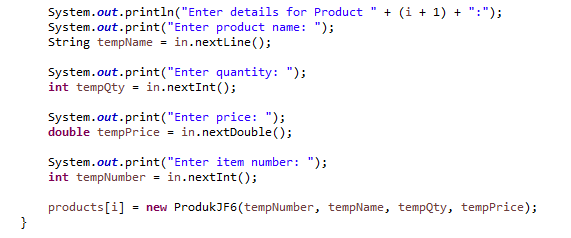 System.out.println("Enter details for Product " + (i + 1) + ":");
System.out.print("Enter product name: ");
String tempName = in.nextLine();
System.out.print("Enter quantity: ");
int tempQty = in.nextInt();
System.out.print("Enter price: ");
double tempPrice = in.nextDouble();
System.out.print("Enter item number: ");
int tempNumber = in.nextInt();
products[i] = new ProdukJF6(tempNumber, tempName, tempQty, tempPrice);
}